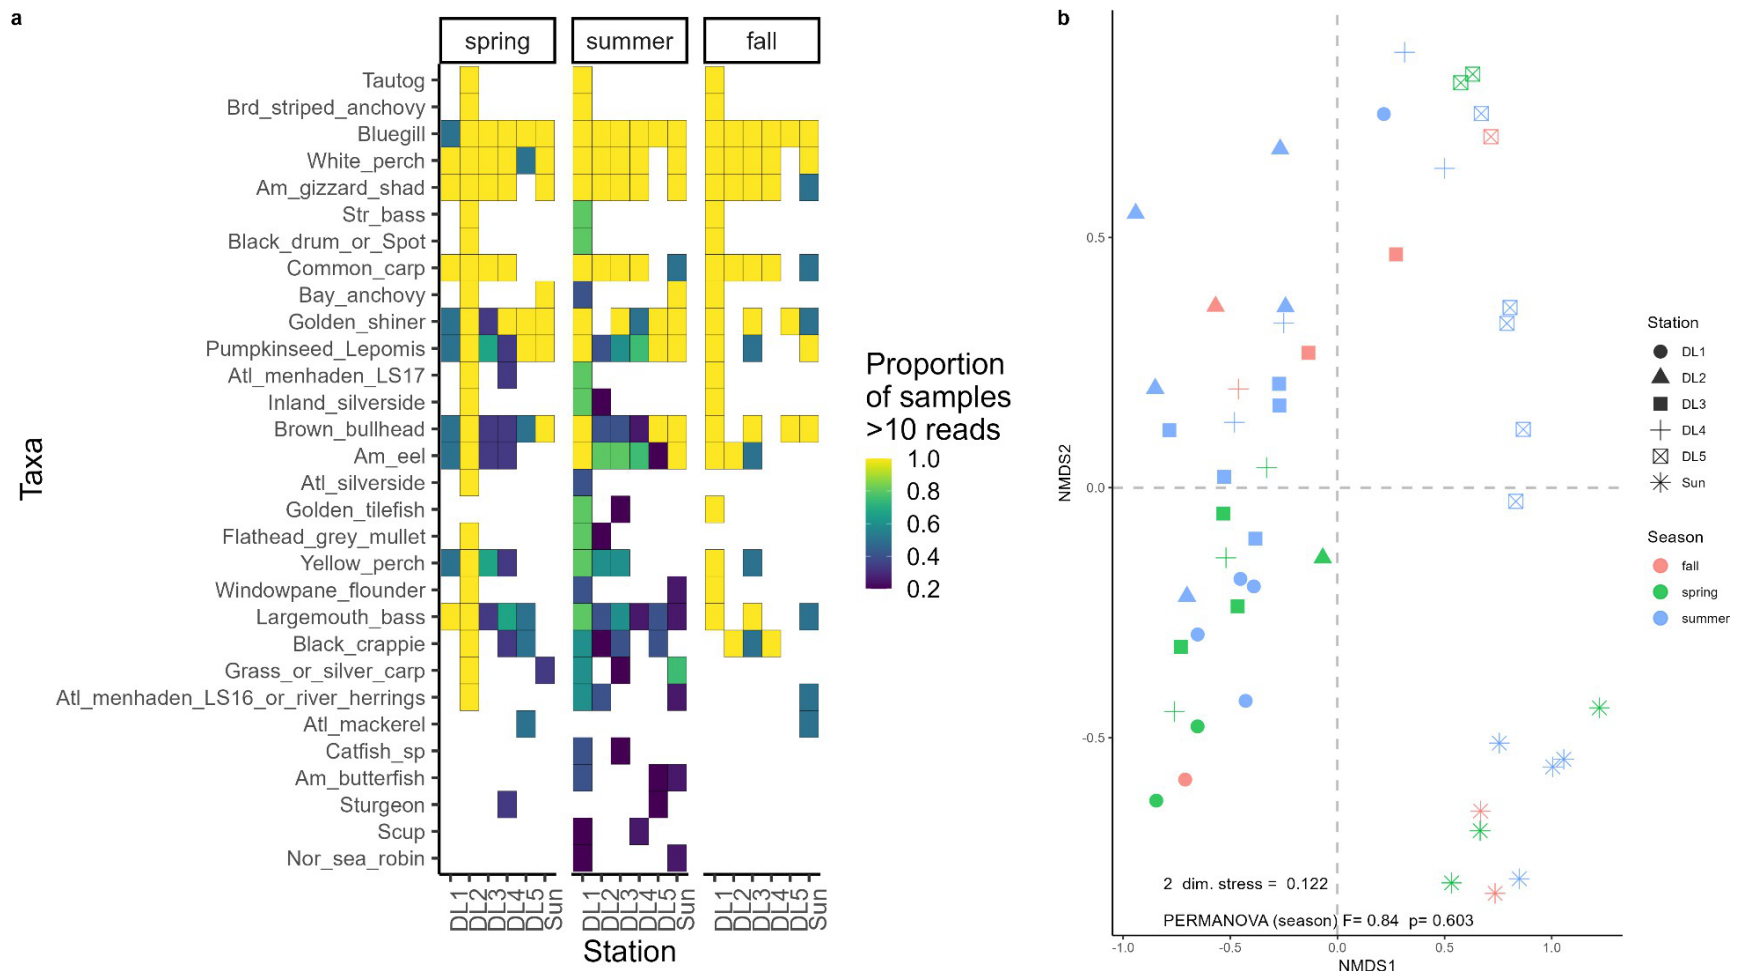 a
spring summer fall
Tautog
Brd_striped_anchovy
Bluegill
White_perch
Am_gizzard_shad
Str_bass
Black_drum_or_Spot
Common_carp
Bay_anchovy
Golden_shiner
Pumpkinseed_Lepomis
Atl_menhaden_LS17
Inland_silverside
Brown_bullhead
Am_eel
Atl_silverside
Golden_tilefish
Flathead_grey_mullet
Yellow_perch
Windowpane_flounder
Largemouth_bass
Black_crappie
Grass_or_silver_carp
Atl_menhaden_LS16_or_river_herrings
Atl_mackerel
Catfish_sp
Am_butterfish
Sturgeon
Scup
Nor_sea_robin
Taxa
DL1 DL2 DL3 DL4 DL5 Sun DL1 DL2 DL3 DL4 DL5 Sun DL1 DL2 DL3 DL4 DL5 Sun
Station
Proportion
of samples
>10 reads
1.0
0.8
0.6
0.4
0.2
b
NMDS2
0.5
0.0
-0.5
2 dim. stress = 0.122
PERMANOVA (season) F= 0.84 p= 0.603
-1.0 -0.5 0.0 0.5 1.0
NMDS1
Station
DL1
DL2
DL3
DL4
DL5
Sun
Season
fall
spring
summer